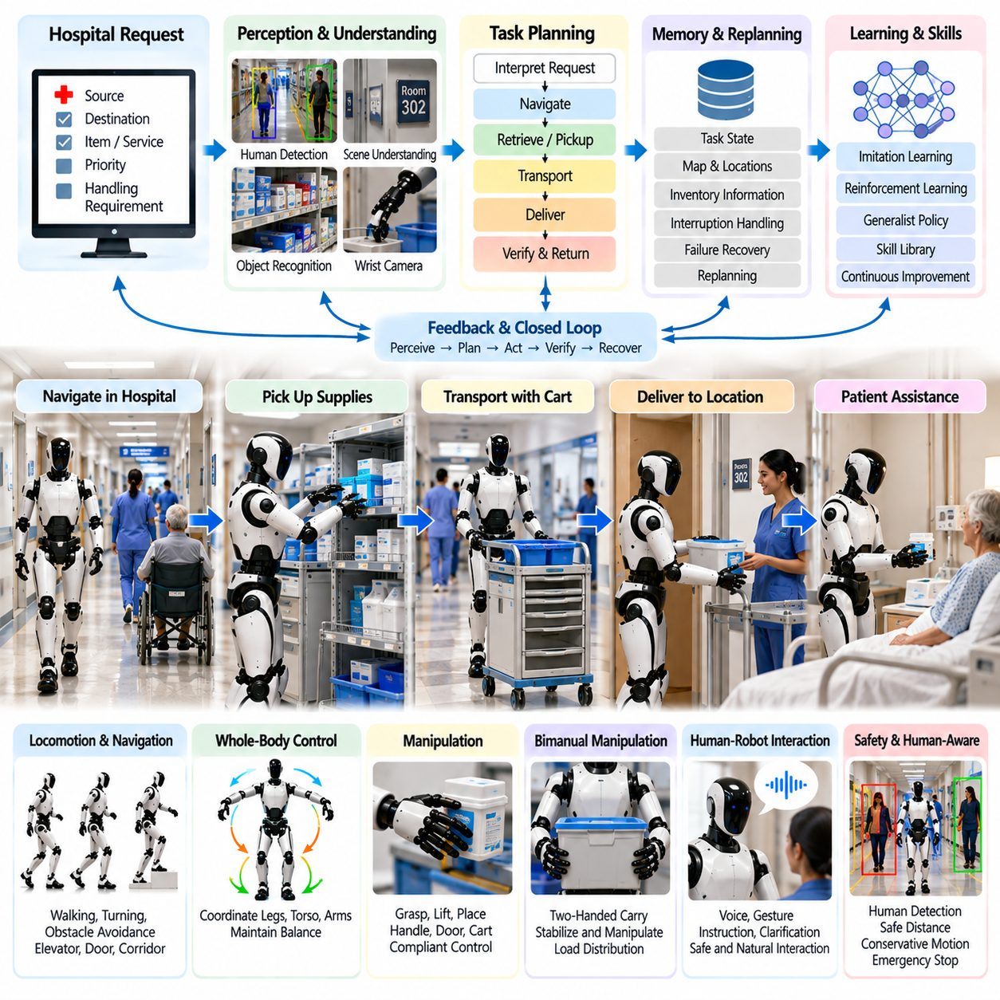 Hospital Request
Source
Destination
Item / Service
Priority
Handling
Requirement
Perception & Understanding
Room
302
Human Detection
Scene Understanding
Object Recognition
Wrist Camera
Task Planning
Interpret Request
Navigate
Retrieve / Pickup
Transport
Deliver
Verify & Return
Memory & Replanning
Task State
Map & Locations
Inventory Information
Interruption Handling
Failure Recovery
Replanning
Learning & Skills
Imitation Learning
Reinforcement Learning
Generalist Policy
Skill Library
Continuous Improvement
Feedback & Closed Loop
Perceive → Plan → Act → Verify → Recover
Navigate in Hospital
Pick Up Supplies
Transport with Cart
Deliver to Location
302
Patient Assistance
Locomotion & Navigation
Walking, Turning,
Obstacle Avoidance
Elevator, Door, Corridor
Whole-Body Control
Coordinate Legs, Torso, Arms
Maintain Balance
Manipulation
Grasp, Lift, Place
Handle, Door, Cart
Compliant Control
Bimanual Manipulation
Two-Handed Carry
Stabilize and Manipulate
Load Distribution
Human-Robot Interaction
Voice, Gesture
Instruction, Clarification
Safe and Natural Interaction
Safety & Human-Aware
Human Detection
Safe Distance
Conservative Motion
Emergency Stop